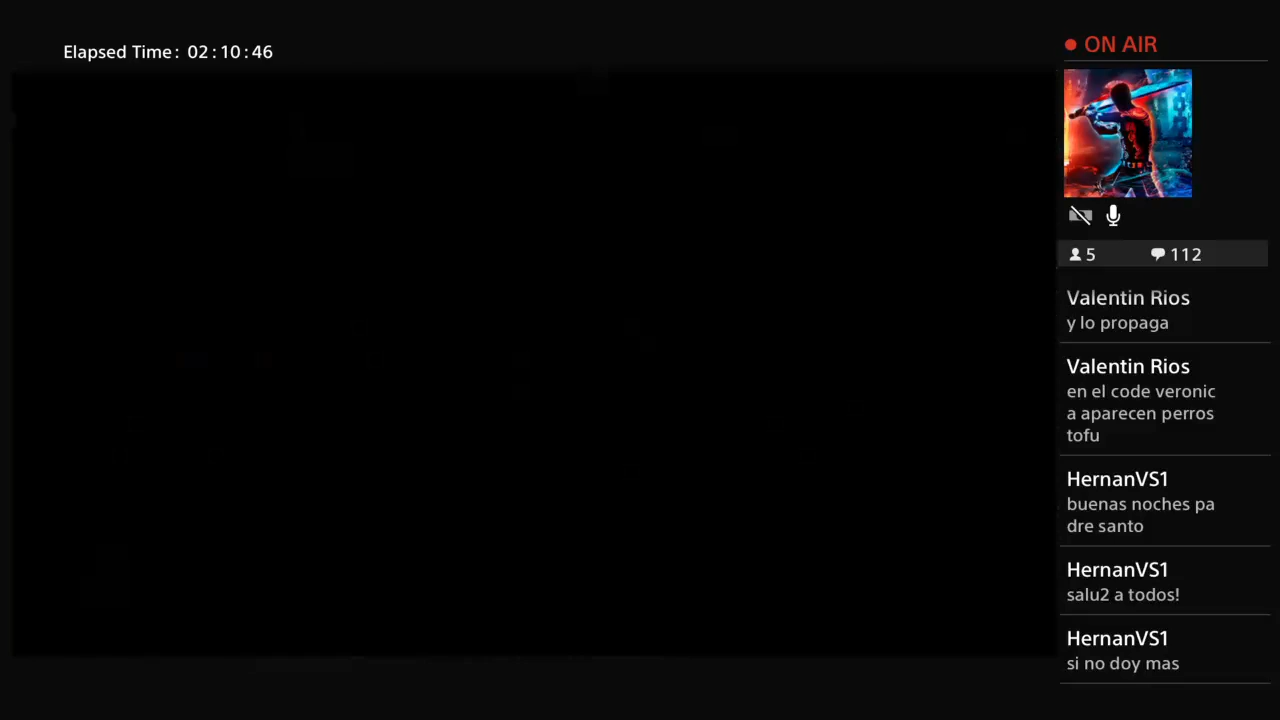 Elapsed Time: 02:10:46
ON AIR
5 112
Valentin Rios
y lo propaga
Valentin Rios
en el code veronic
a aparecen perros
tofu
HernanVS1
buenas noches pa
dre santo
HernanVS1
salu2 a todos!
HernanVS1
si no doy mas